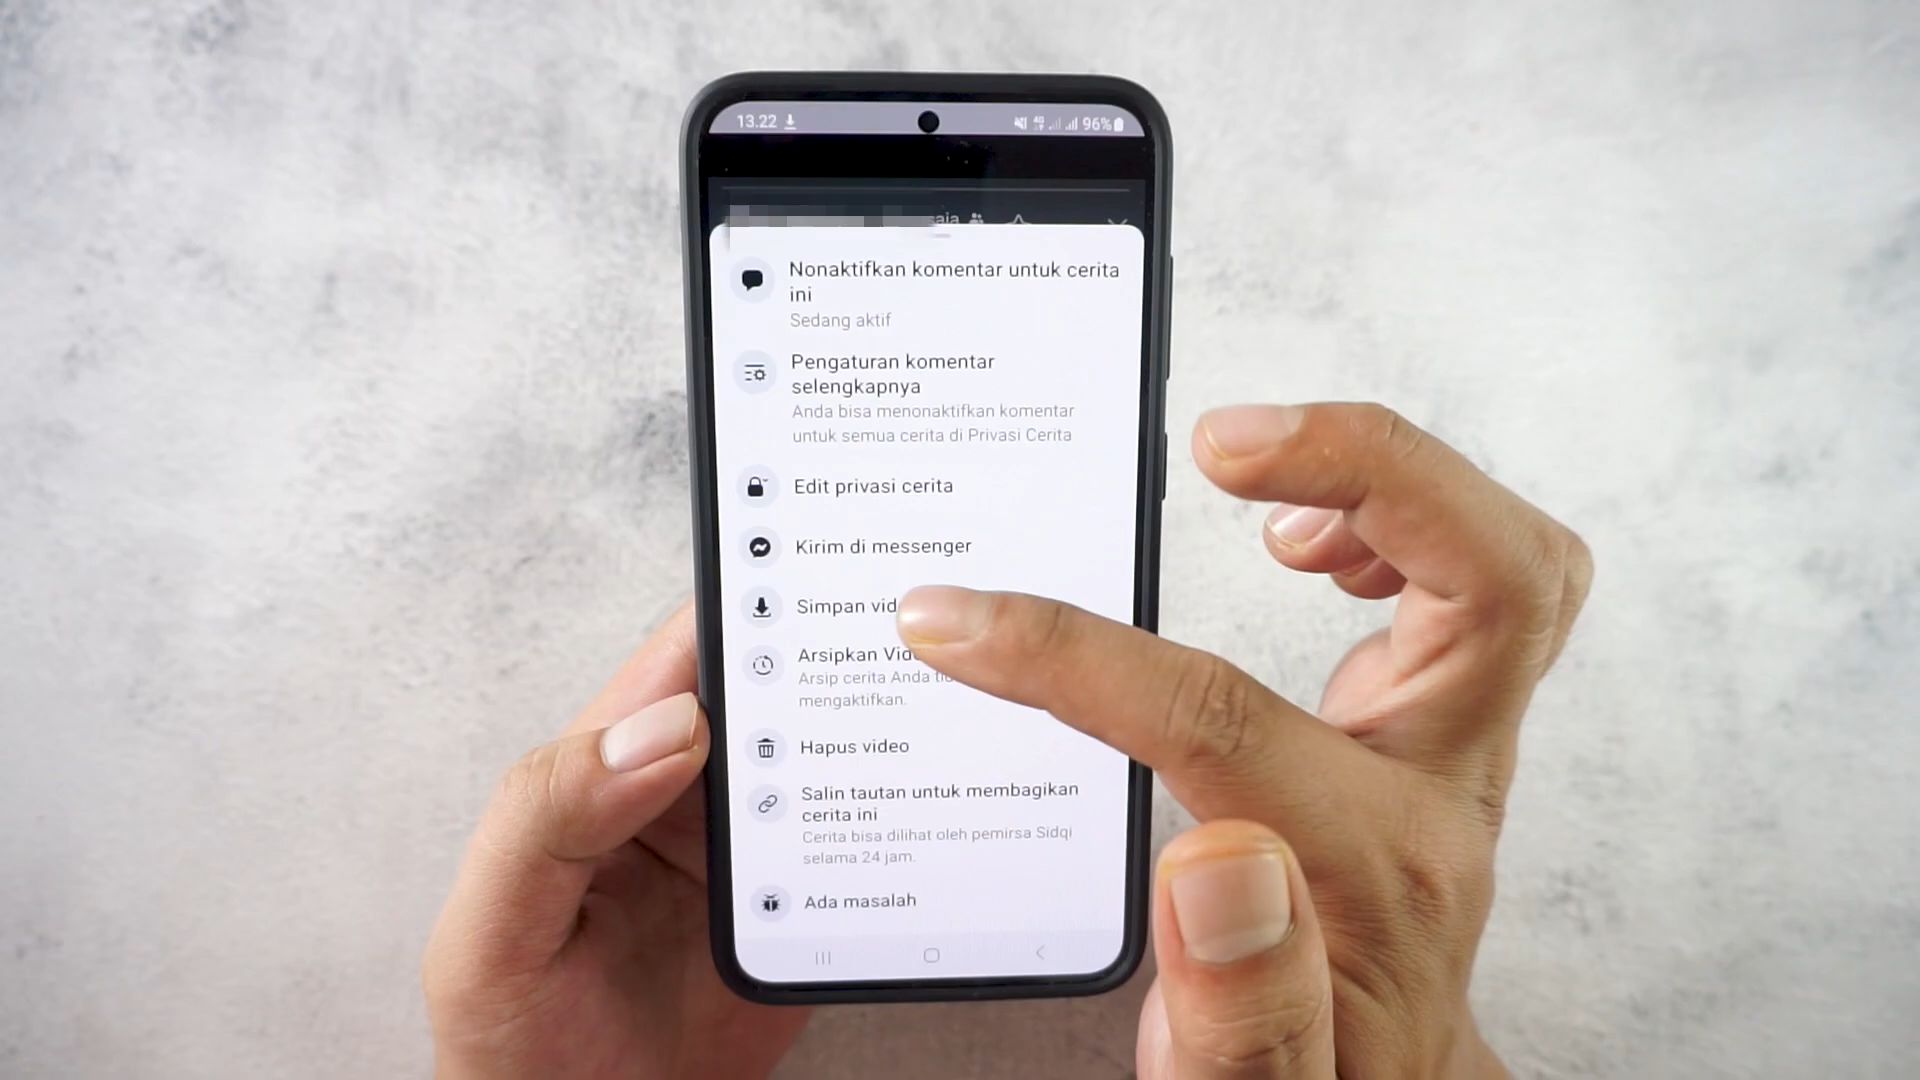 13.22
4G 96%
saja
Nonaktifkan komentar untuk cerita
ini
Sedang aktif
Pengaturan komentar
selengkapnya
Anda bisa menonaktifkan komentar
untuk semua cerita di Privasi Cerita
Edit privasi cerita
Kirim di messenger
Simpan
Arsipkan
Arsip cerita Anda
mengaktifkan.
Hapus video
Salin tautan untuk membagikan
cerita ini
Cerita bisa dilihat oleh pemirsa Sidqi
selama 24 jam.
Ada masalah